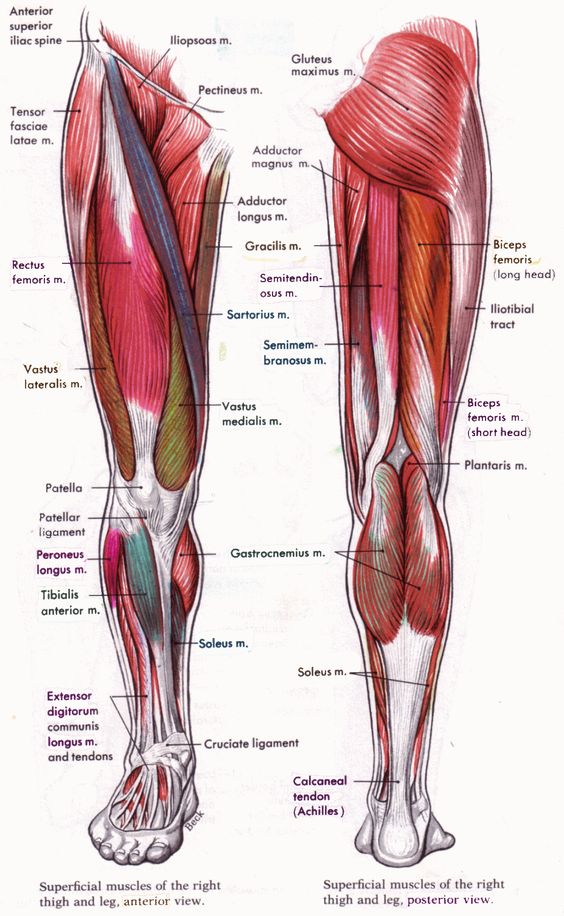 Anterior
superior
iliac spine
Iliopsoas m.
Pectineus m.
Tensor
fasciae
latae m.
Adductor
longus m.
Gracilis m.
Rectus
femoris m.
Sartorius m.
Vastus
lateralis m.
Vastus
medialis m.
Patella
Patellar
ligament
Peroneus
longus m.
Tibialis
anterior m.
Soleus m.
Extensor
digitorum
communis
longus m.
and tendons
Cruciate ligament
Beck
Superficial muscles of the right
thigh and leg, anterior view.
Gluteus
maximus m.
Adductor
magnus m.
Biceps
femoris
(long head)
Semitendin-
osus m.
Iliotibial
tract
Semimem-
branosus m.
Biceps
femoris m.
(short head)
Plantaris m.
Gastrocnemius m.
Soleus m.
Calcaneal
tendon
(Achilles)
Superficial muscles of the right
thigh and leg, posterior view.